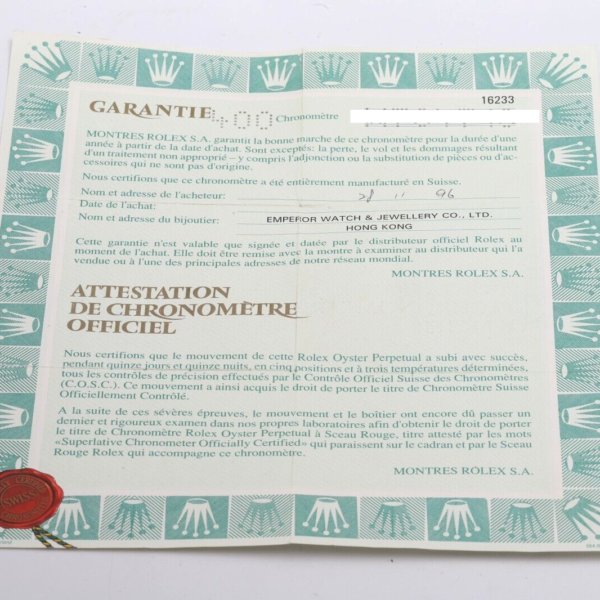 16233
GARANTIE 400 Chronomètre
MONTRES ROLEX S.A. garantit la bonne marche de ce chronomètre pour la durée d'une
année à partir de la date d'achat. Sont exceptés: la perte, le vol et les dommages résultant
d'un traitement non approprié – y compris l'adjonction ou la substitution de pièces ou d'ac-
cessoires qui ne sont pas d'origine.
Nous certifions que ce chronomètre a été entièrement manufacturé en Suisse.
Nom et adresse de l'acheteur:
Date de l'achat: 28 11 96
Nom et adresse du bijoutier: EMPEROR WATCH & JEWELLERY CO., LTD.
HONG KONG
Cette garantie n'est valable que signée et datée par le distributeur officiel Rolex au
moment de l'achat. Elle doit être remise avec la montre à examiner au distributeur qui l'a
vendue ou à l'une des principales adresses de notre réseau mondial.
MONTRES ROLEX S.A.
ATTESTATION
DE CHRONOMÈTRE
OFFICIEL
Nous certifions que le mouvement de cette Rolex Oyster Perpetual a subi avec succès,
pendant quinze jours et quinze nuits, en cinq positions et à trois températures déterminées,
tous les contrôles de précision effectués par le Contrôle Officiel Suisse des Chronomètres
(C.O.S.C.). Ce mouvement a ainsi acquis le droit de porter le titre de Chronomètre Suisse
Officiellement Contrôlé.
A la suite de ces sévères épreuves, le mouvement et le boîtier ont encore dû passer un
dernier et rigoureux examen dans nos propres laboratoires afin d'obtenir le droit de porter
le titre de Chronomètre Rolex Oyster Perpetual à Sceau Rouge, titre attesté par les mots
«Superlative Chronometer Officially Certified» qui paraissent sur le cadran et par le Sceau
Rouge Rolex qui accompagne ce chronomètre.
MONTRES ROLEX S.A.